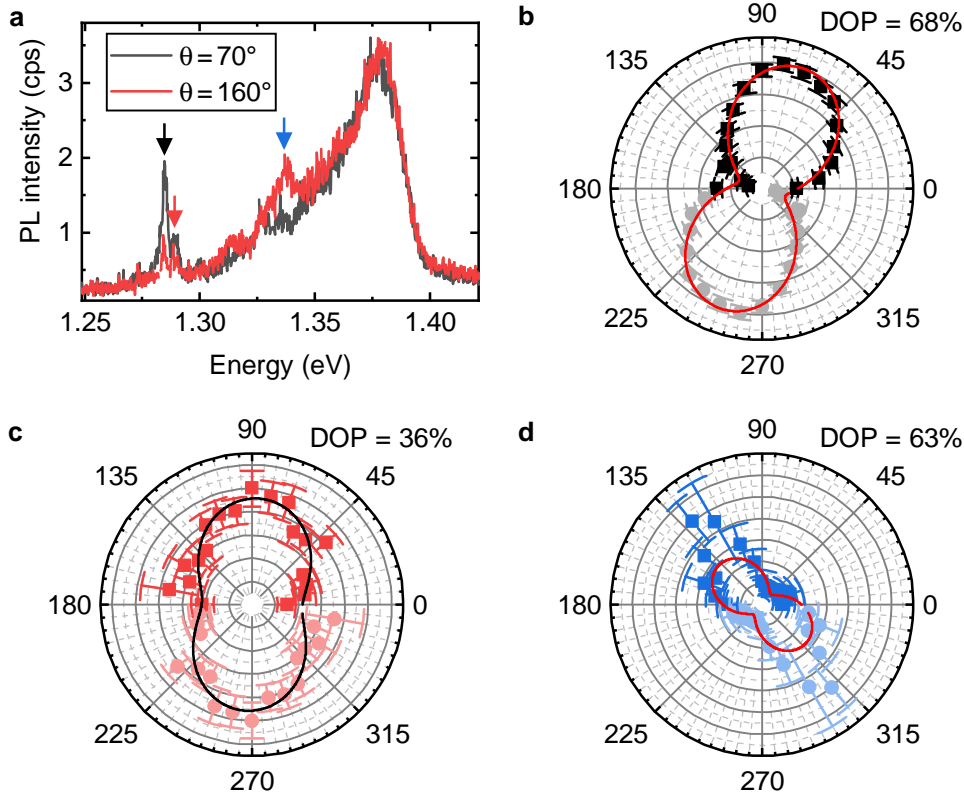 a
θ = 70°
θ = 160°
PL intensity (cps)
3
2
1
1.25
1.30
1.35
1.40
Energy (eV)
b
DOP = 68%
90
135
45
180
0
225
315
270
c
DOP = 36%
90
135
45
180
0
225
315
270
d
DOP = 63%
90
135
45
180
0
225
315
270